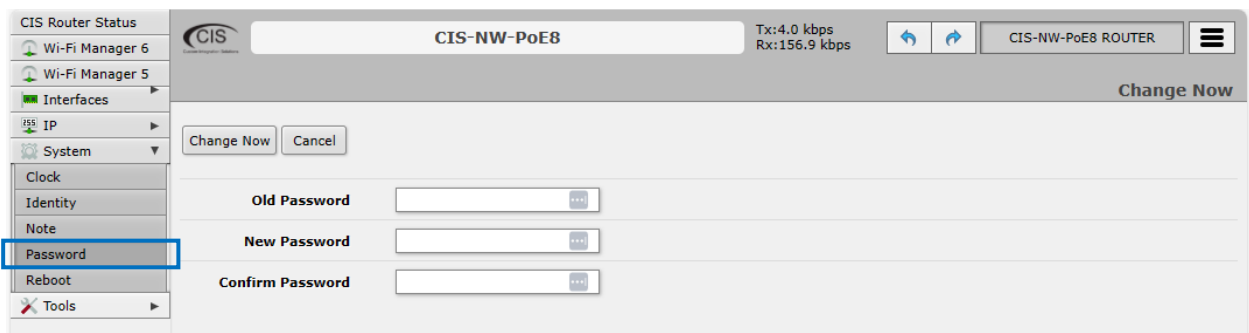 CIS Router Status
Wi-Fi Manager 6
Wi-Fi Manager 5
Interfaces
IP
System
Clock
Identity
Note
Password
Reboot
Tools
CIS
CIS-NW-PoE8
Tx:4.0 kbps
Rx:156.9 kbps
CIS-NW-PoE8 ROUTER
Change Now
Change Now Cancel
Old Password
New Password
Confirm Password